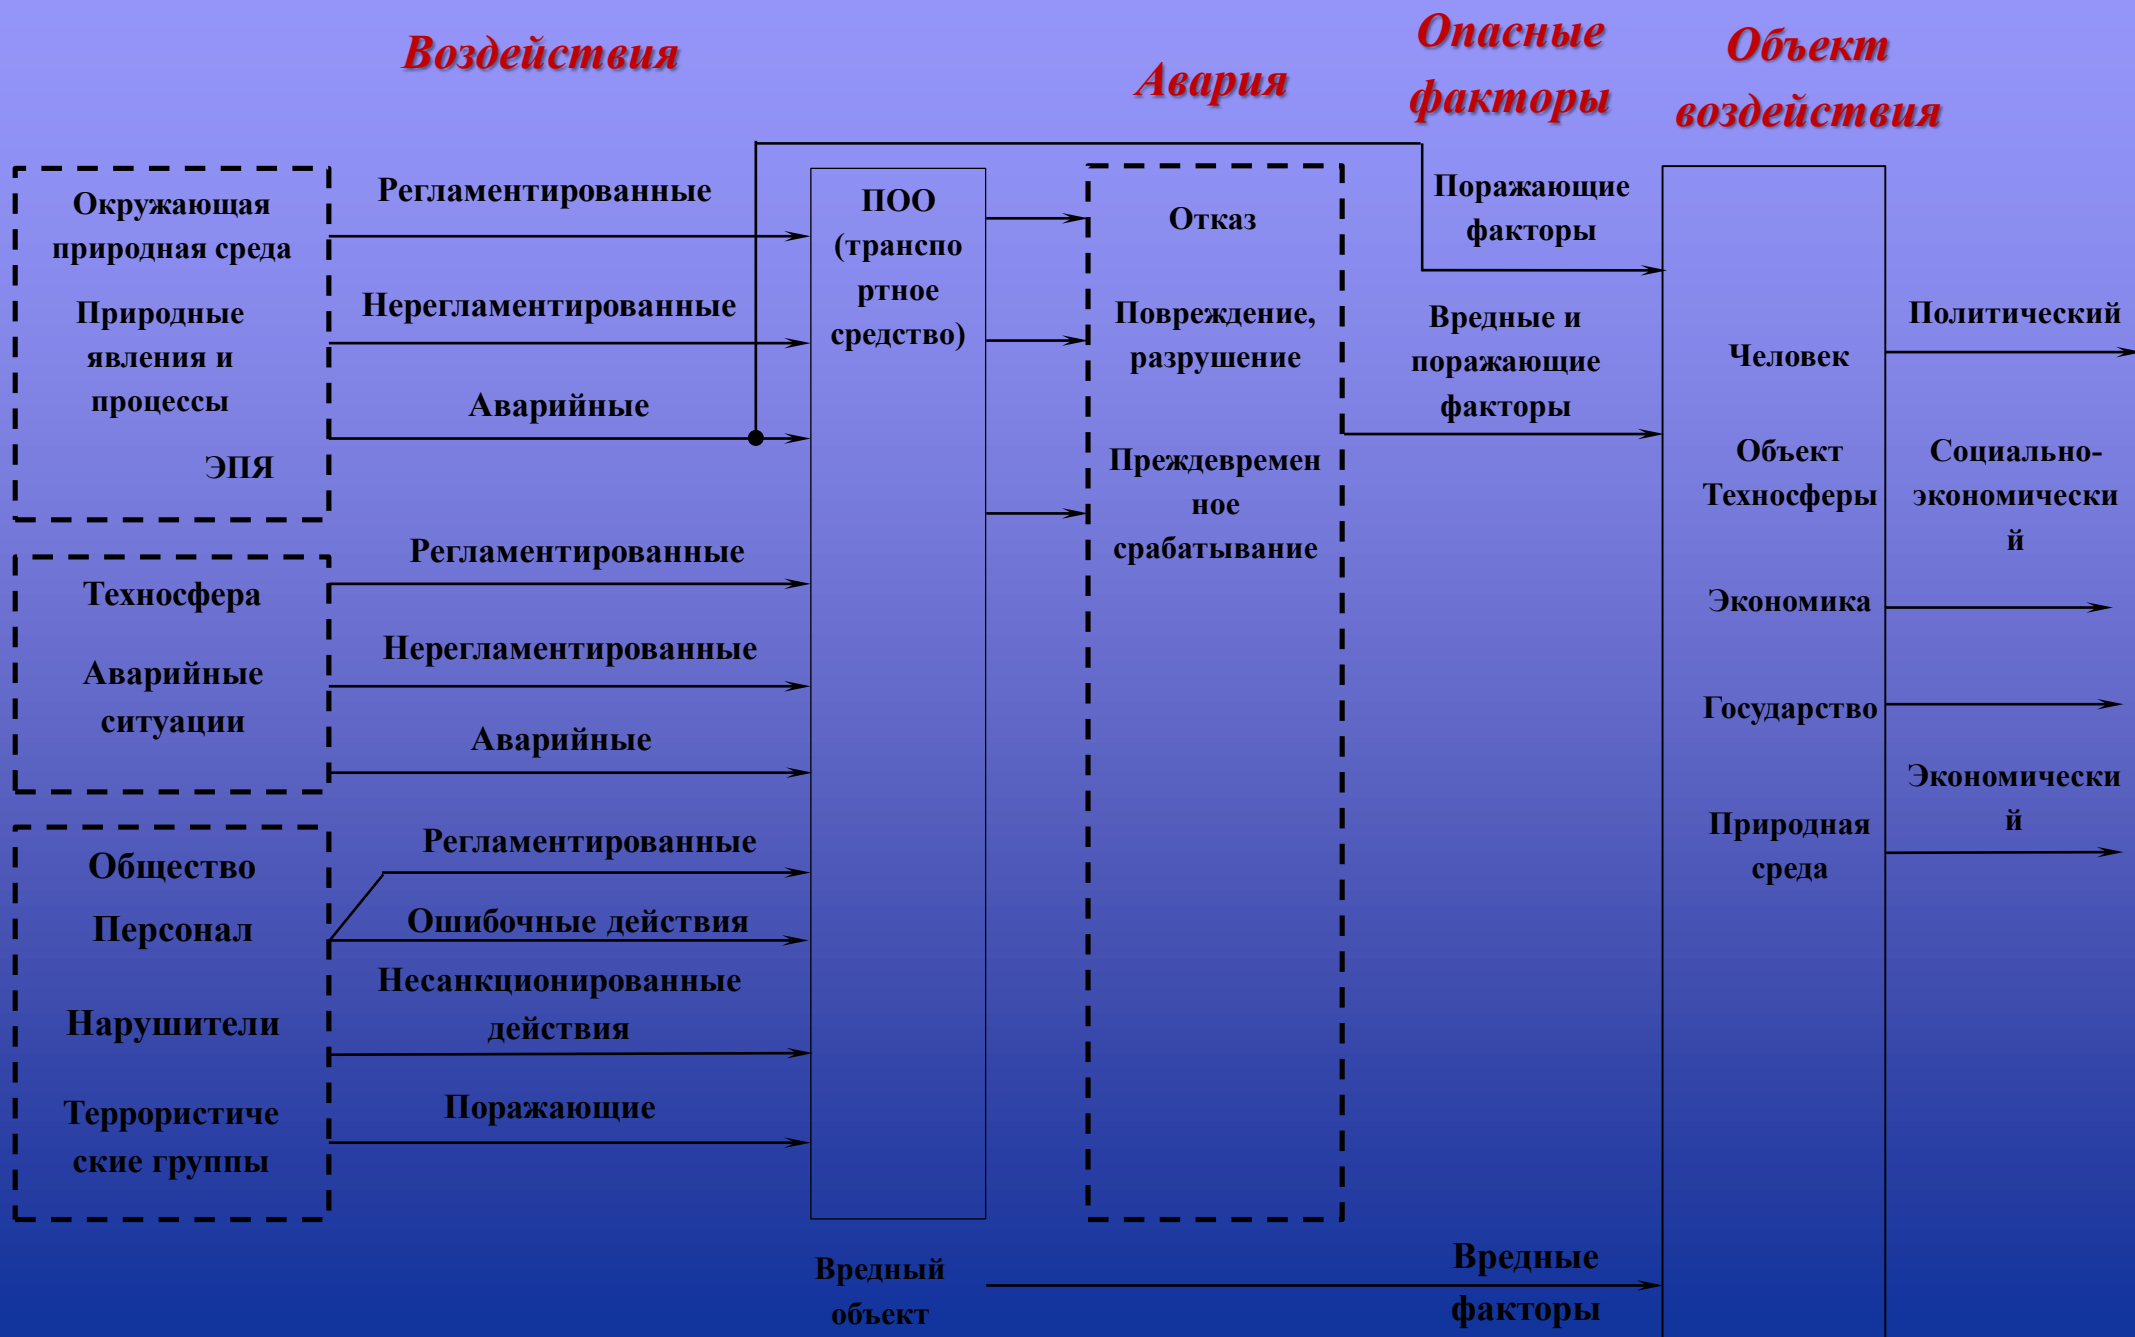 Воздействия
Авария
Опасные
факторы
Объект
воздействия
Окружающая
природная среда
Природные
явления и
процессы
ЭПЯ
Регламентированные
Нерегламентированные
Аварийные
Техносфера
Аварийные
ситуации
Регламентированные
Нерегламентированные
Аварийные
Общество
Персонал
Нарушители
Террористиче
ские группы
Регламентированные
Ошибочные действия
Несанкционированные
действия
Поражающие
ПОО
(транспо
ртное
средство)
Отказ
Повреждение,
разрушение
Преждевремен
ное
срабатывание
Поражающие
факторы
Вредные и
поражающие
факторы
Человек
Объект
Техносферы
Экономика
Государство
Природная
среда
Политический
Социально-
экономически
й
Экономически
й
Вредный
объект
Вредные
факторы